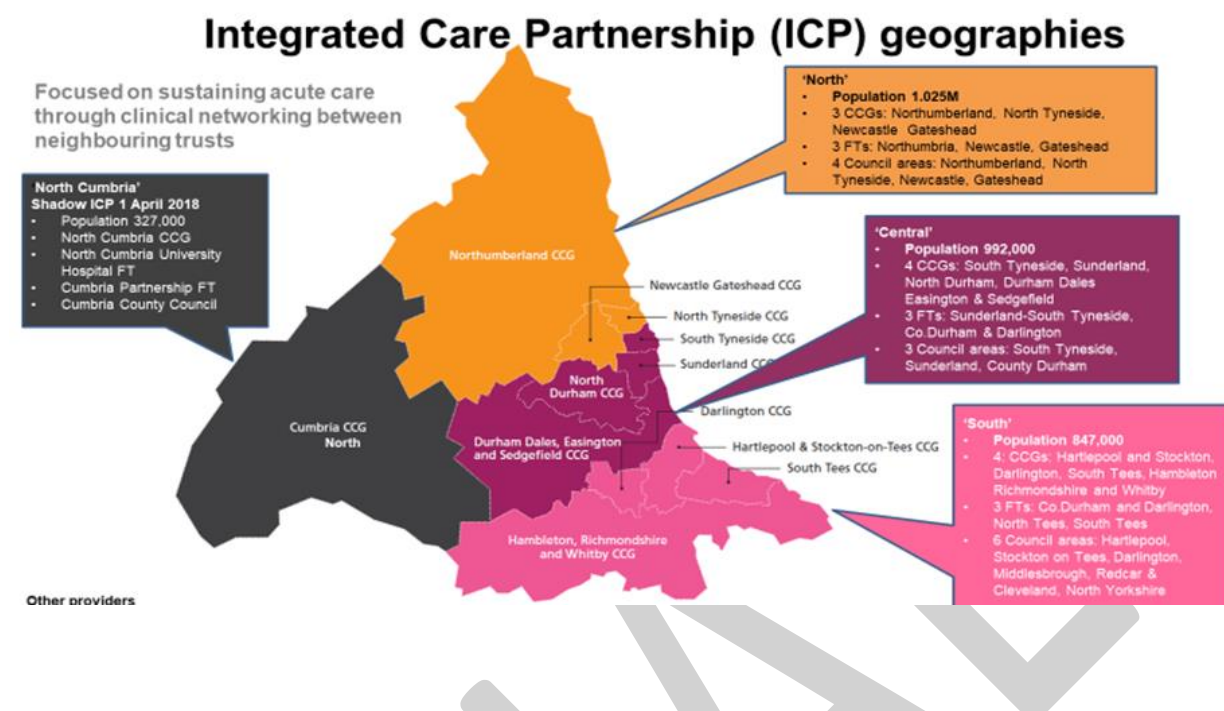 Integrated Care Partnership (ICP) geographies
Focused on sustaining acute care
through clinical networking between
neighbouring trusts
'North Cumbria'
Shadow ICP 1 April 2018
- Population 327,000
- North Cumbria CCG
- North Cumbria University
Hospital FT
- Cumbria Partnership FT
- Cumbria County Council
'North'
- Population 1.025M
- 3 CCGs: Northumberland, North Tyneside,
Newcastle Gateshead
- 3 FTs: Northumbria, Newcastle, Gateshead
- 4 Council areas: Northumberland, North
Tyneside, Newcastle, Gateshead
'Central'
- Population 992,000
- 4 CCGs: South Tyneside, Sunderland,
North Durham, Durham Dales
Easington & Sedgefield
- 3 FTs: Sunderland-South Tyneside,
Co.Durham & Darlington
- 3 Council areas: South Tyneside,
Sunderland, County Durham
'South'
- Population 847,000
- 4: CCGs: Hartlepool and Stockton,
Darlington, South Tees, Hambleton
Richmondshire and Whitby
- 3 FTs: Co.Durham and Darlington,
North Tees, South Tees
- 6 Council areas: Hartlepool,
Stockton on Tees, Darlington,
Middlesbrough, Redcar &
Cleveland, North Yorkshire
Northumberland CCG
Newcastle Gateshead CCG
North Tyneside CCG
South Tyneside CCG
Sunderland CCG
North
Durham CCG
Darlington CCG
Cumbria CCG
North
Durham Dales, Easington
and Sedgefield CCG
Hartlepool & Stockton-on-Tees CCG
South Tees CCG
Hambleton, Richmondshire
and Whitby CCG
Other providers